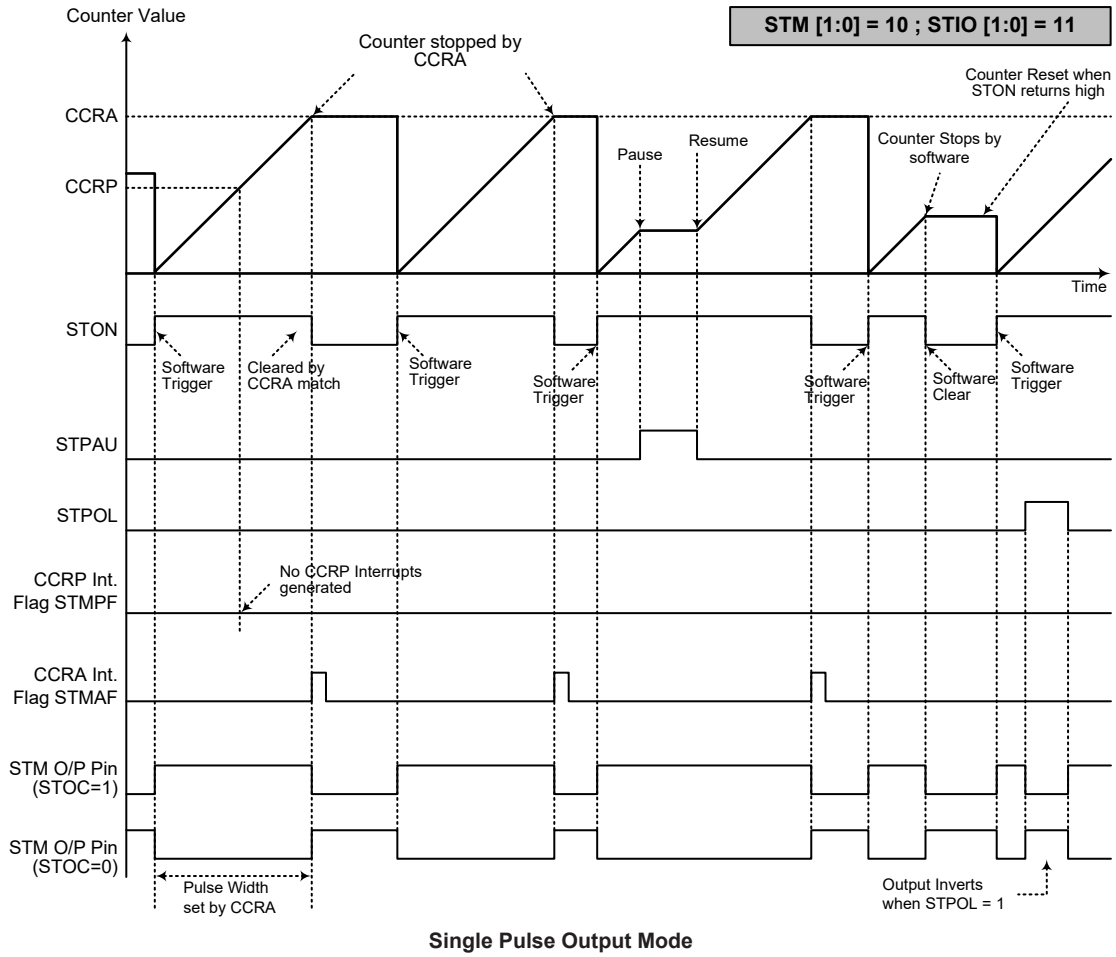 Counter Value
STM [1:0] = 10 ; STIO [1:0] = 11
Counter stopped by
CCRA
Counter Reset when
STON returns high
CCRA
Pause
Resume
Counter Stops by
software
CCRP
Time
STON
Software
Trigger
Cleared by
CCRA match
Software
Trigger
Software
Trigger
Software
Trigger
Software
Clear
Software
Trigger
STPAU
STPOL
CCRP Int.
Flag STMPF
No CCRP Interrupts
generated
CCRA Int.
Flag STMAF
STM O/P Pin
(STOC=1)
STM O/P Pin
(STOC=0)
Pulse Width
set by CCRA
Output Inverts
when STPOL = 1
Single Pulse Output Mode